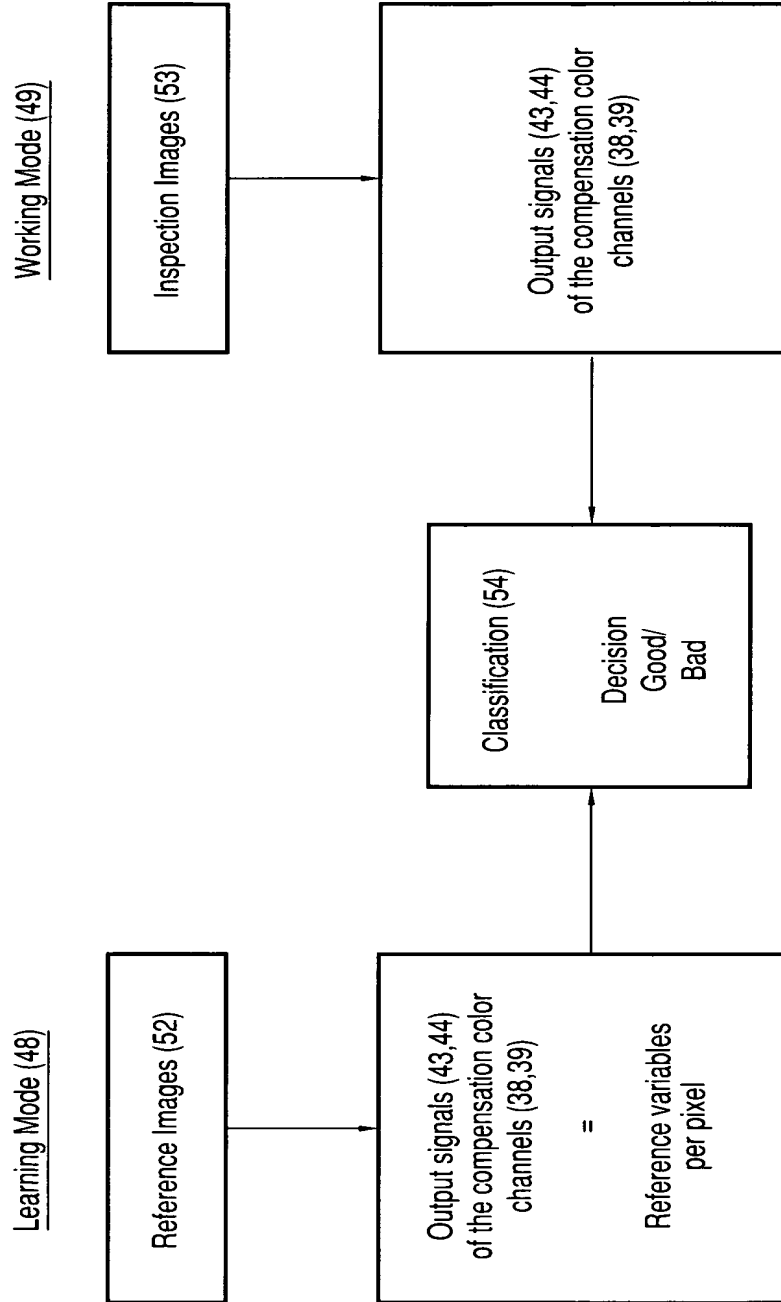 Learning Mode (48)
Reference Images (52)
Output signals (43,44)
of the compensation color
channels (38,39)
=
Reference variables
per pixel
Classification (54)
Decision
Good/
Bad
Working Mode (49)
Inspection Images (53)
Output signals (43,44)
of the compensation color
channels (38,39)